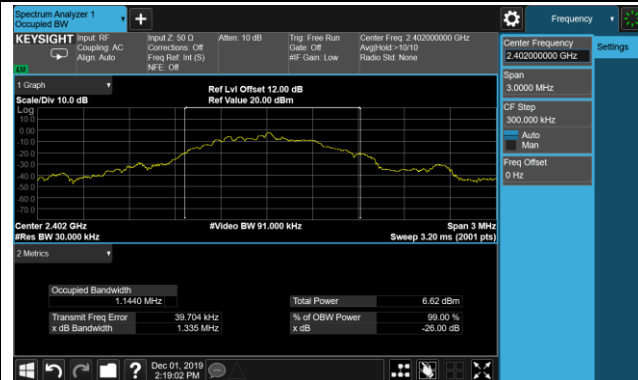 Spectrum Analyzer 1
Occupied BW
Frequency
KEYSIGHT
Input: RF
Coupling: AC
Align: Auto
Input Z: 50 Ω
Corrections: Off
Freq Ref: Int (S)
NFE: Off
Atten: 10 dB
Trig: Free Run
Gate: Off
#IF Gain: Low
Center Freq: 2.402000000 GHz
Avg|Hold:>10/10
Radio Std: None
Center Frequency
2.402000000 GHz
Settings
Span
3.0000 MHz
CF Step
300.000 kHz
Auto
Man
Freq Offset
0 Hz
1 Graph
Scale/Div 10.0 dB
Ref Lvl Offset 12.00 dB
Ref Value 20.00 dBm
Log
10.0
0.00
-10.0
-20.0
-30.0
-40.0
-50.0
-60.0
-70.0
Center 2.402 GHz
#Res BW 30.000 kHz
#Video BW 91.000 kHz
Span 3 MHz
Sweep 3.20 ms (2001 pts)
2 Metrics
Occupied Bandwidth
1.1440 MHz
Total Power 6.62 dBm
Transmit Freq Error 39.704 kHz
% of OBW Power 99.00 %
x dB Bandwidth 1.335 MHz
x dB -26.00 dB
?
Dec 01, 2019
2:19:02 PM